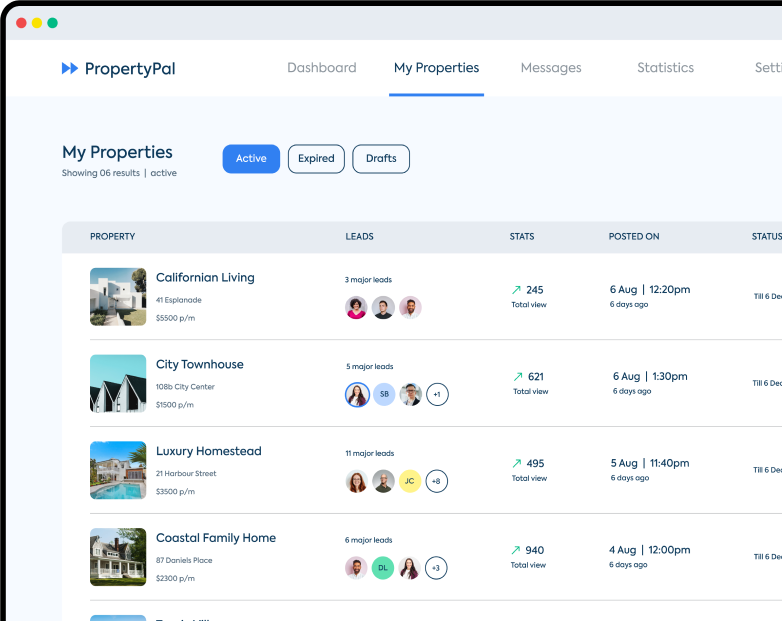 PropertyPal
Dashboard
My Properties
Messages
Statistics
My Properties
Showing 06 results | active
Active
Expired
Drafts
PROPERTY
LEADS
STATS
POSTED ON
STATUS
Californian Living
41 Esplanade
$5500 p/m
3 major leads
245
Total view
6 Aug | 12:20pm
6 days ago
Till 6 Dec
City Townhouse
108b City Center
$1500 p/m
5 major leads
SB
+1
621
Total view
6 Aug | 1:30pm
6 days ago
Till 6 Dec
Luxury Homestead
21 Harbour Street
$3500 p/m
11 major leads
JC
+8
495
Total view
5 Aug | 11:40pm
6 days ago
Till 6 Dec
Coastal Family Home
87 Daniels Place
$2300 p/m
6 major leads
DL
+3
940
Total view
4 Aug | 12:00pm
6 days ago
Till 6 Dec